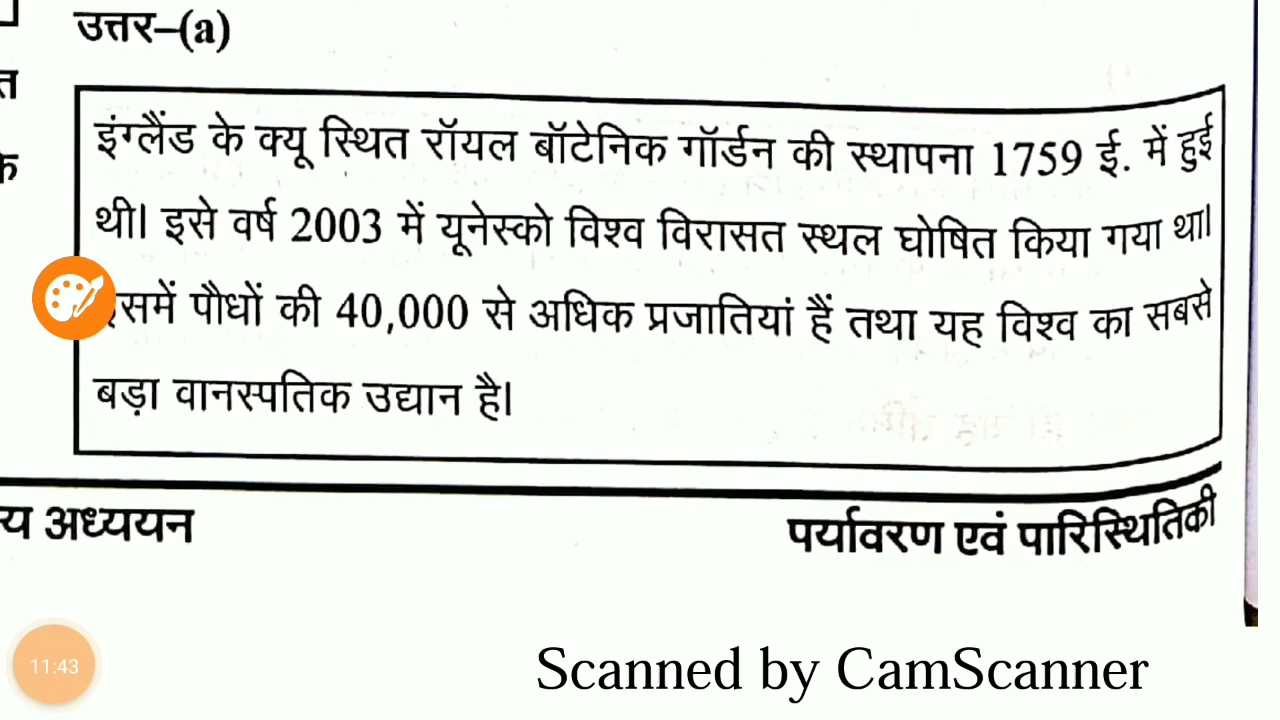 उत्तर–(a)
त
के
इंग्लैंड के क्यू स्थित रॉयल बॉटेनिक गॉर्डन की स्थापना 1759 ई. में हुई
थी। इसे वर्ष 2003 में यूनेस्को विश्व विरासत स्थल घोषित किया गया था।
समें पौधों की 40,000 से अधिक प्रजातियां हैं तथा यह विश्व का सबसे
बड़ा वानस्पतिक उद्यान है।
य अध्ययन
पर्यावरण एवं पारिस्थितिकी
11:43
Scanned by CamScanner